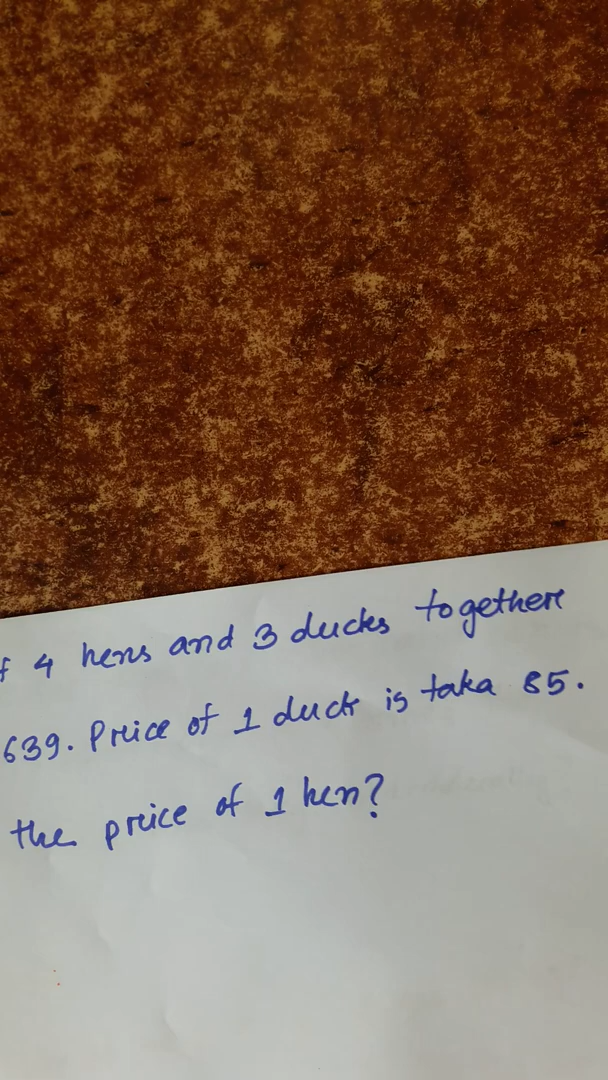 f 4 hens and 3 ducks together
639. Price of 1 duck is taka 85.
the price of 1 hen?